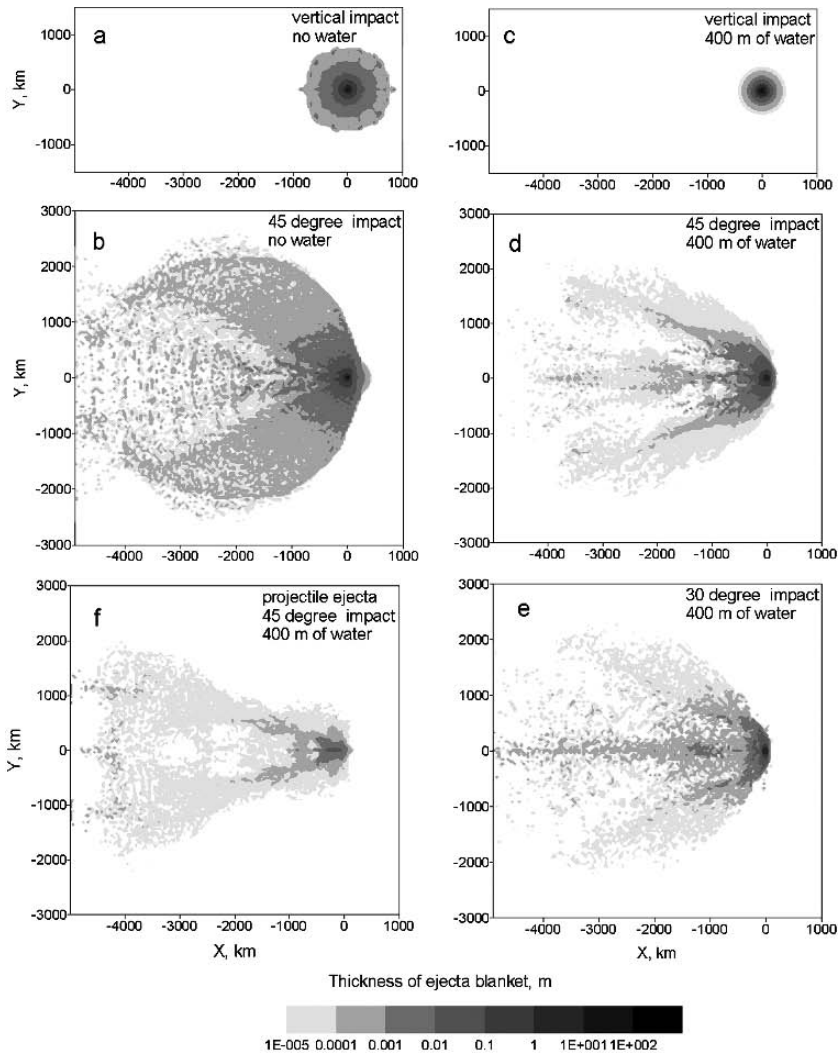 a
vertical impact
no water
1000
0
-1000
Y, km
-4000 -3000 -2000 -1000 0 1000
c
vertical impact
400 m of water
1000
0
-1000
-4000 -3000 -2000 -1000 0 1000
b
45 degree impact
no water
3000
2000
1000
0
-1000
-2000
-3000
Y, km
-4000 -3000 -2000 -1000 0 1000
d
45 degree impact
400 m of water
3000
2000
1000
0
-1000
-2000
-3000
-4000 -3000 -2000 -1000 0 1000
f
projectile ejecta
45 degree impact
400 m of water
3000
2000
1000
0
-1000
-2000
-3000
Y, km
-4000 -3000 -2000 -1000 0 1000
X, km
e
30 degree impact
400 m of water
3000
2000
1000
0
-1000
-2000
-3000
-4000 -3000 -2000 -1000 0 1000
X, km
Thickness of ejecta blanket, m
1E-005 0.0001 0.001 0.01 0.1 1 1E+001 1E+002